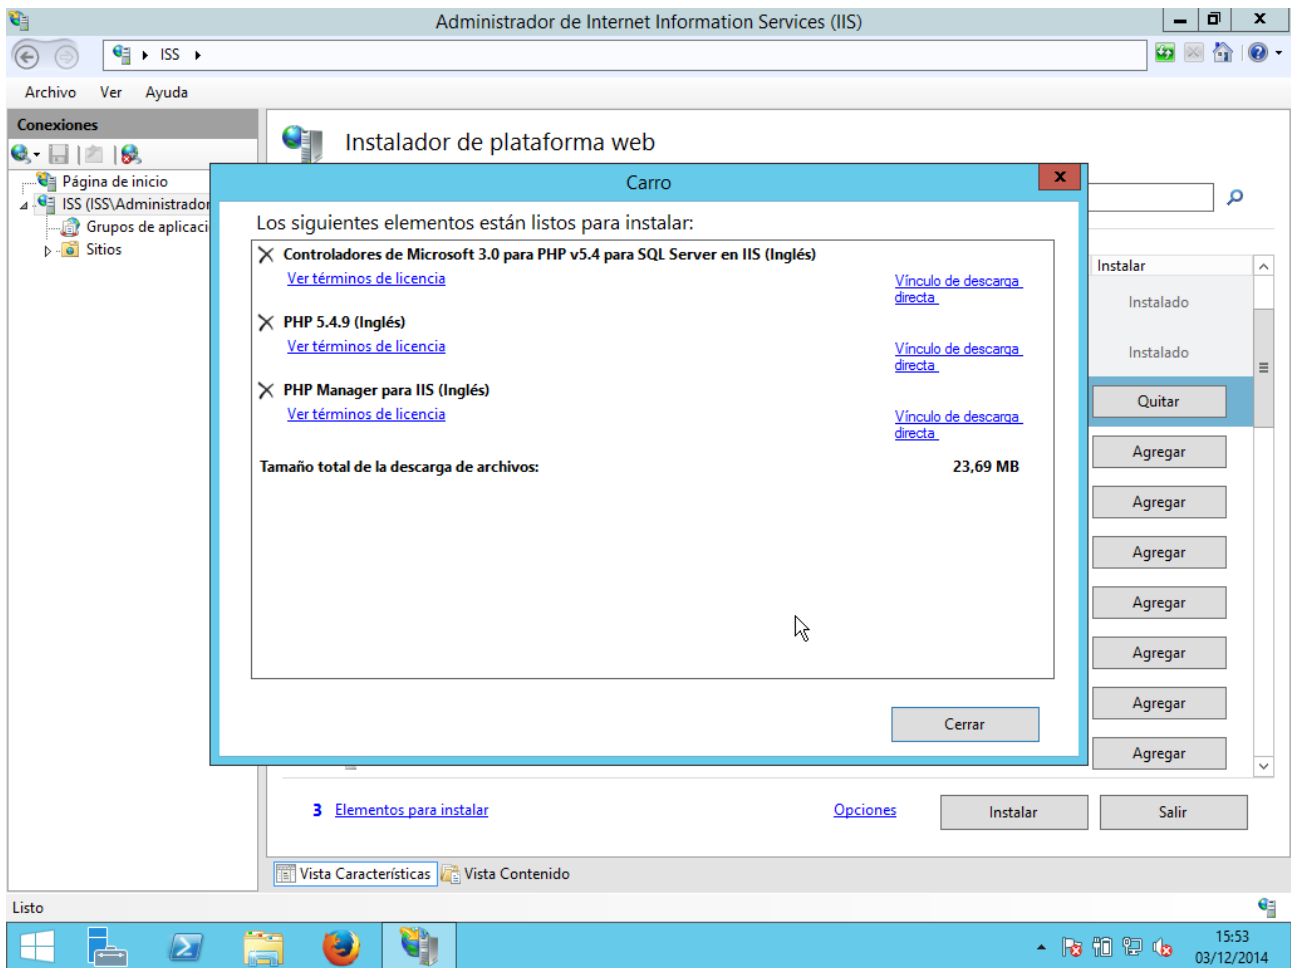 Administrador de Internet Information Services (IIS)
ISS
Archivo Ver Ayuda
Conexiones
Página de inicio
ISS (ISS\Administrador
Grupos de aplicaci
Sitios
Instalador de plataforma web
Carro
Los siguientes elementos están listos para instalar:
Controladores de Microsoft 3.0 para PHP v5.4 para SQL Server en IIS (Inglés)
Ver términos de licencia
Vínculo de descarga
directa
PHP 5.4.9 (Inglés)
Ver términos de licencia
Vínculo de descarga
directa
PHP Manager para IIS (Inglés)
Ver términos de licencia
Vínculo de descarga
directa
Tamaño total de la descarga de archivos: 23,69 MB
Cerrar
Instalar
Instalado
Instalado
Quitar
Agregar
Agregar
Agregar
Agregar
Agregar
Agregar
Agregar
3 Elementos para instalar
Opciones
Instalar
Salir
Vista Características
Vista Contenido
Listo
15:53
03/12/2014